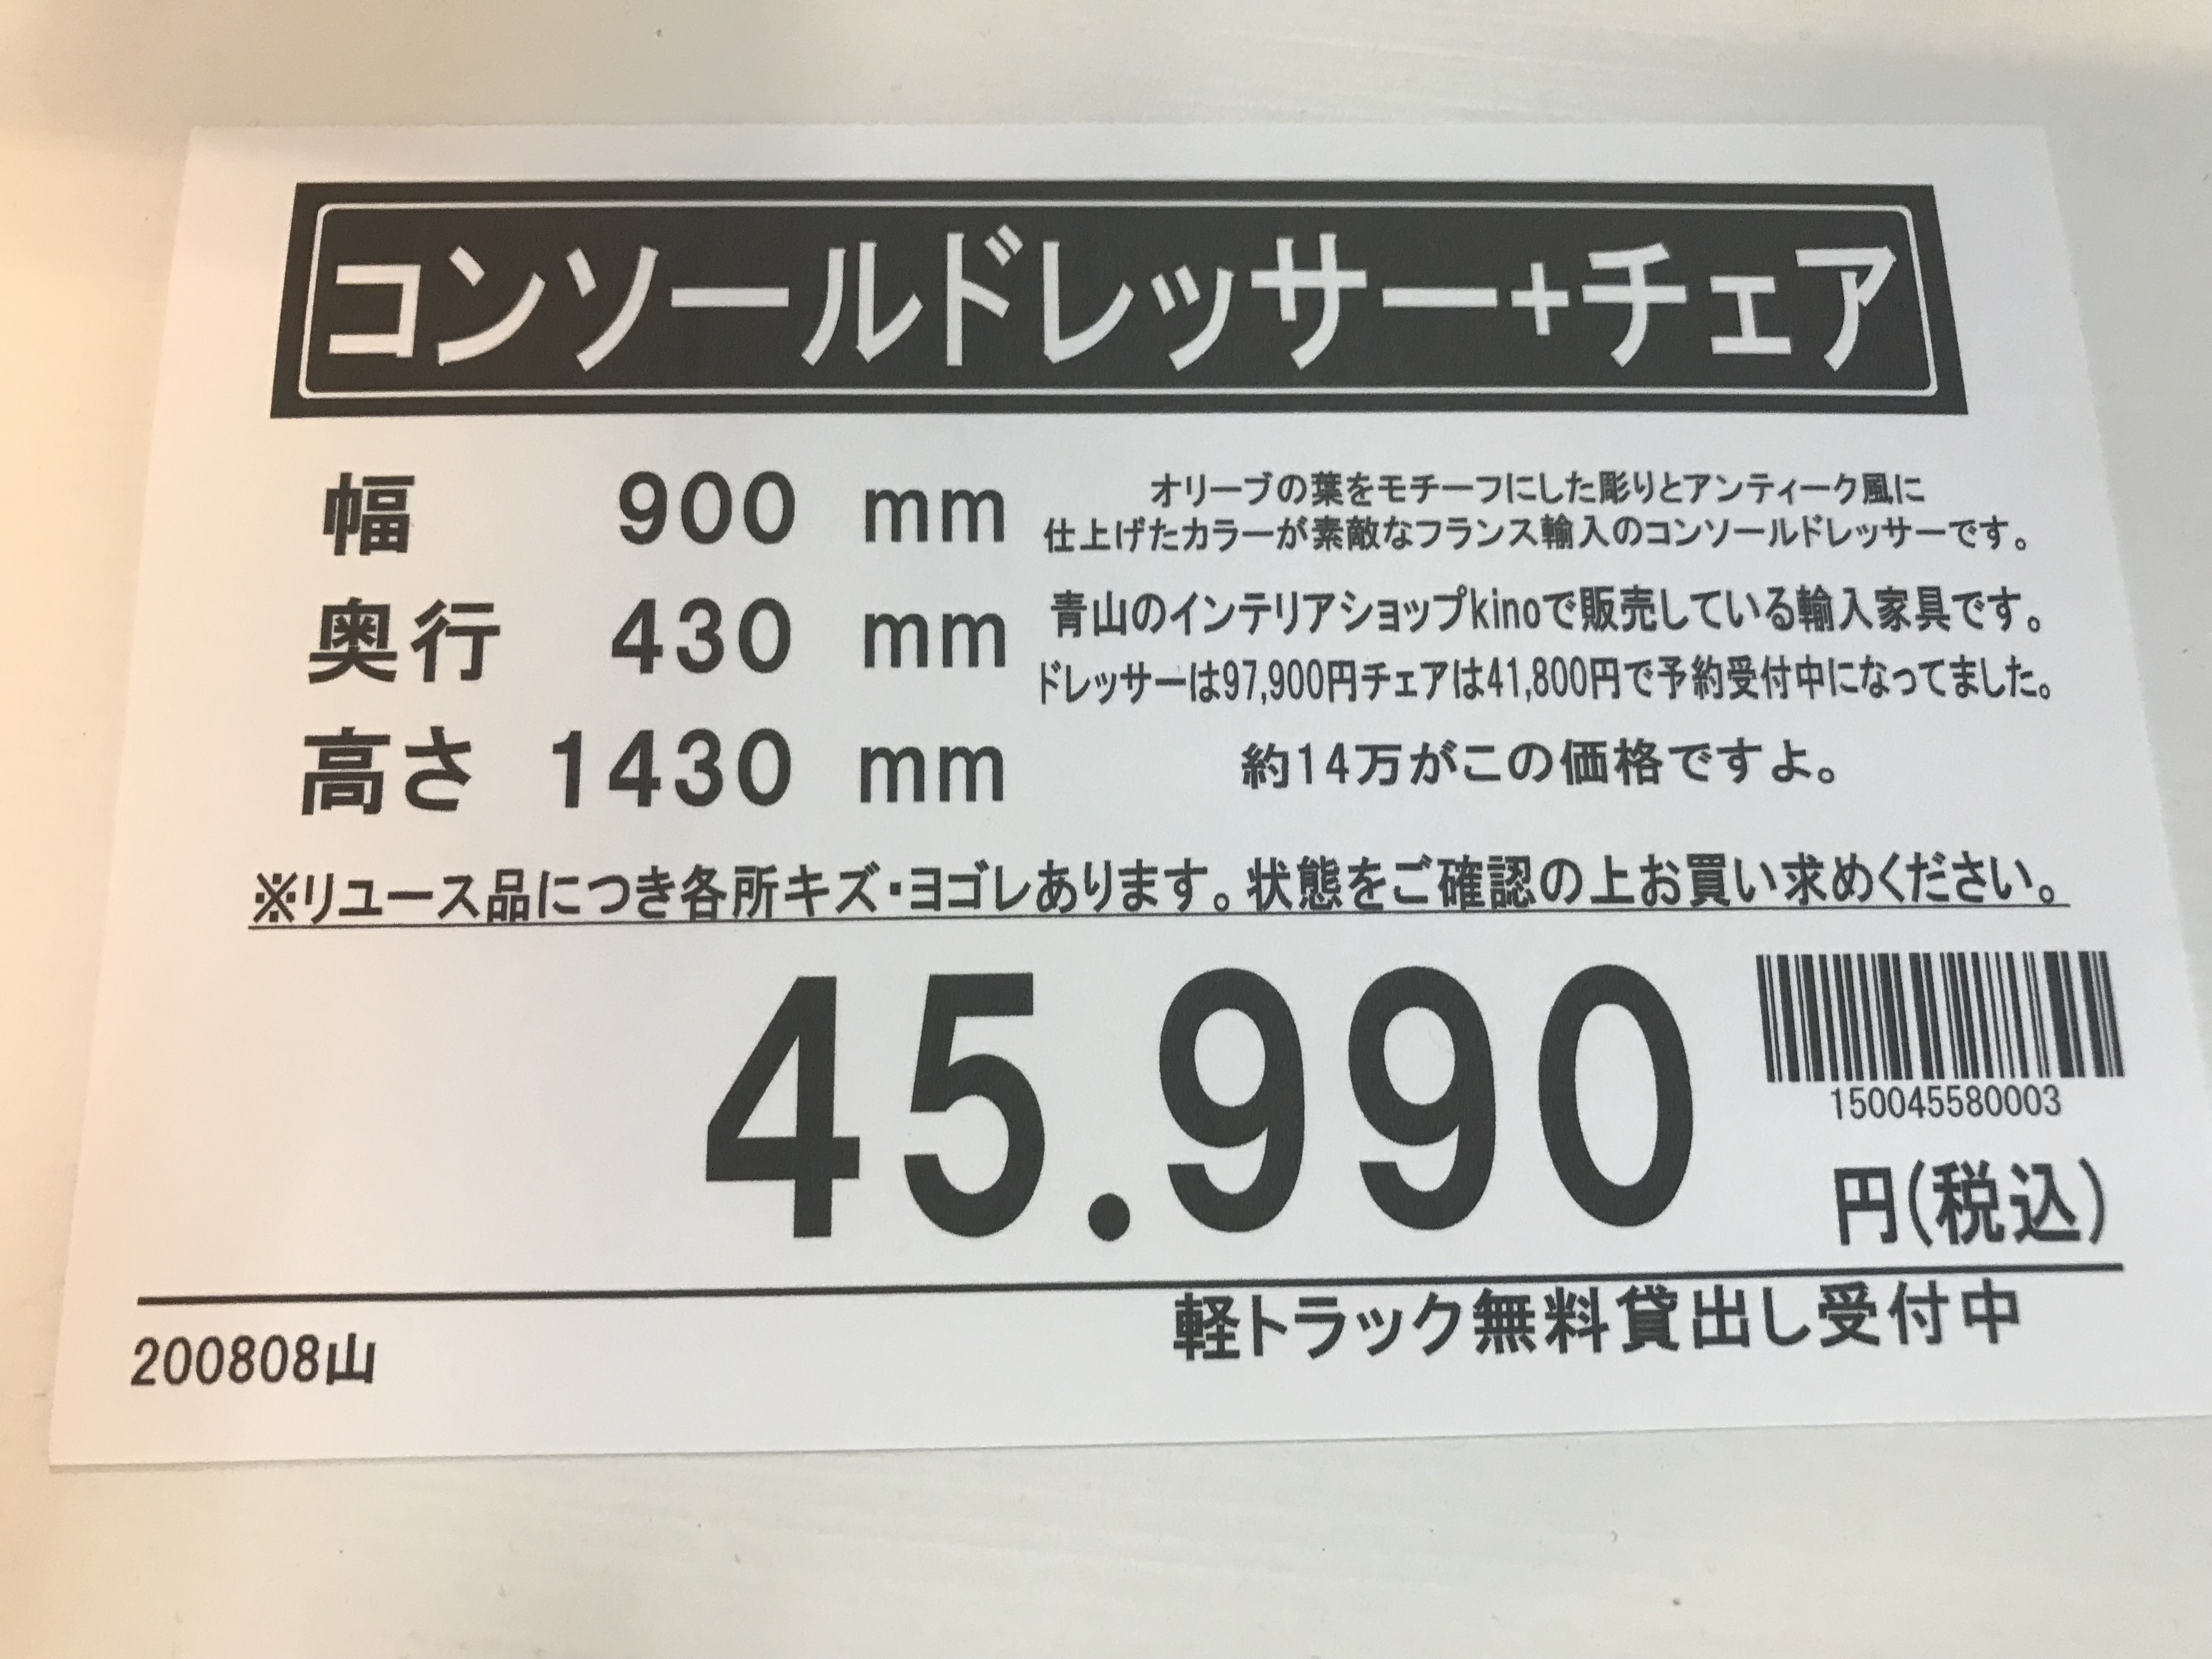 コンソールドレッサー+チェア
幅 900 mm
奥行 430 mm
高さ 1430 mm
オリーブの葉をモチーフにした彫りとアンティーク風に
仕上げたカラーが素敵なフランス輸入のコンソールドレッサーです。
青山のインテリアショップkinoで販売している輸入家具です。
ドレッサーは97,900円チェアは41,800円で予約受付中になってました。
約14万がこの価格ですよ。
※リユース品につき各所キズ・ヨゴレあります。状態をご確認の上お買い求めください。
45.990
150045580003
円(税込)
軽トラック無料貸出し受付中
200808山